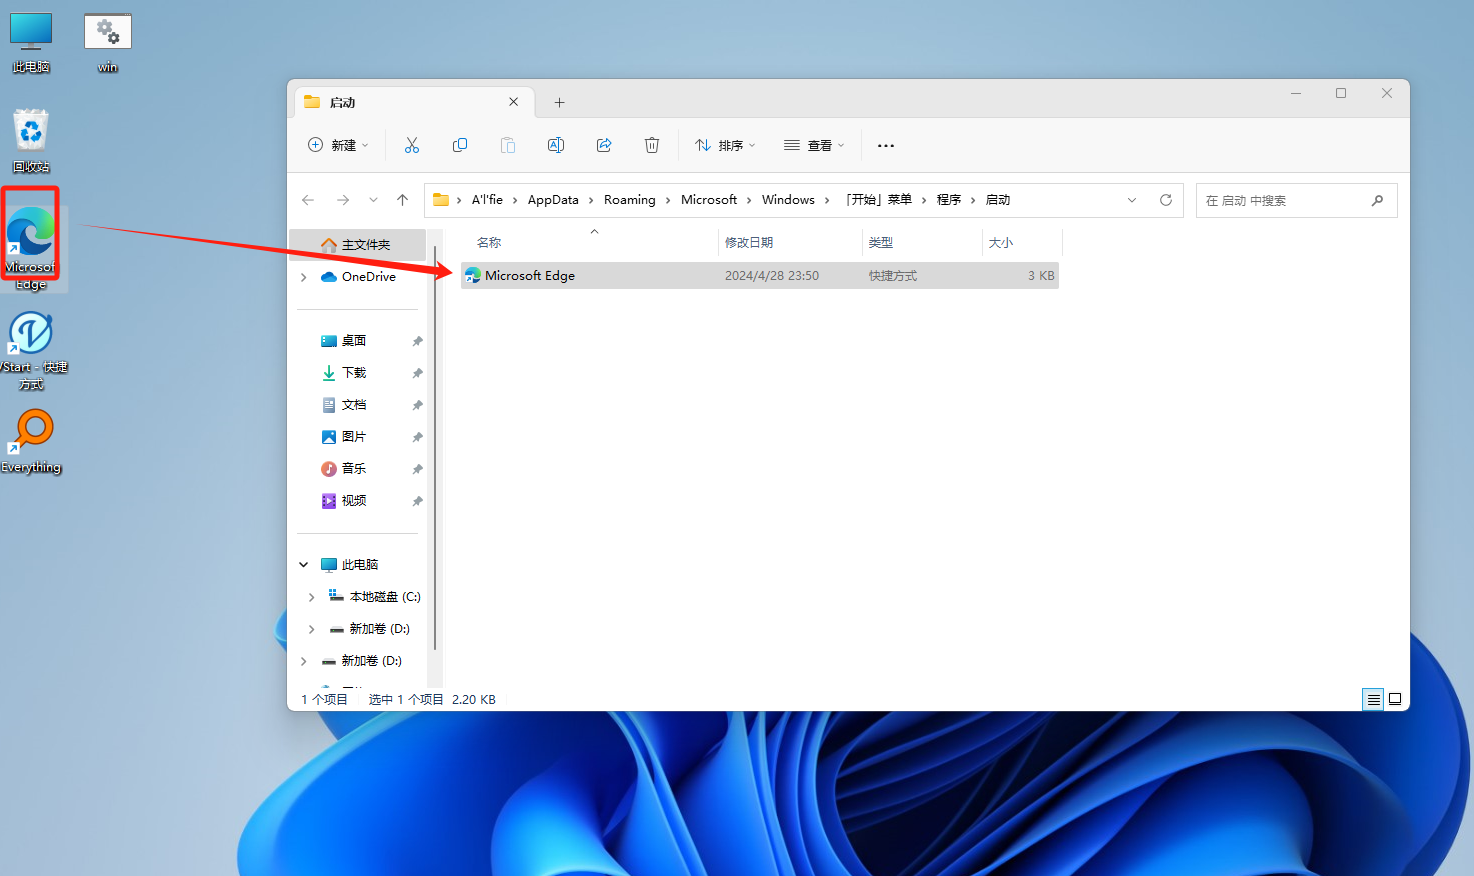 此电脑
win
回收站
Microsoft
Edge
VStart - 快捷
方式
Everything
启动
新建
排序
查看
A'l'fie
AppData
Roaming
Microsoft
Windows
「开始」菜单
程序
启动
在 启动 中搜索
主文件夹
OneDrive
桌面
下载
文档
图片
音乐
视频
此电脑
本地磁盘 (C:)
新加卷 (D:)
新加卷 (D:)
名称
修改日期
类型
大小
Microsoft Edge
2024/4/28 23:50
快捷方式
3 KB
1 个项目
选中 1 个项目
2.20 KB